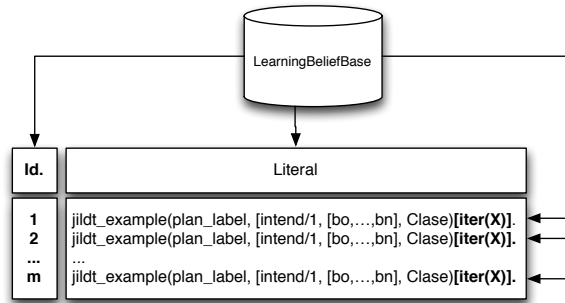 LearningBeliefBase
Id. Literal
1 jildt_example(plan_label, [intend/1, [bo,...,bn], Clase)[iter(X)].
2 jildt_example(plan_label, [intend/1, [bo,...,bn], Clase)[iter(X)].
... ...
m jildt_example(plan_label, [intend/1, [bo,...,bn], Clase)[iter(X)].